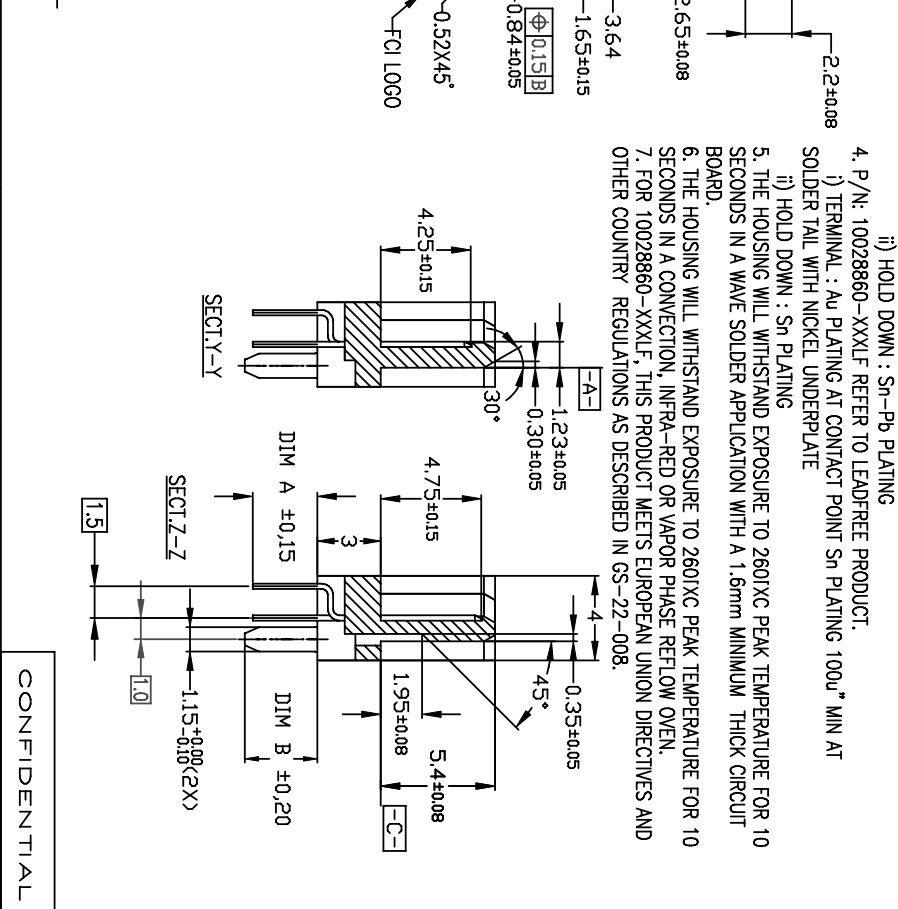 ii) HOLD DOWN : Sn-Pb PLATING
4. P/N: 10028860-XXXLF REFER TO LEADFREE PRODUCT.
i) TERMINAL : Au PLATING AT CONTACT POINT Sn PLATING 100u" MIN AT
SOLDER TAIL WITH NICKEL UNDERPLATE
ii) HOLD DOWN : Sn PLATING
5. THE HOUSING WILL WITHSTAND EXPOSURE TO 260íXC PEAK TEMPERATURE FOR 10
SECONDS IN A WAVE SOLDER APPLICATION WITH A 1.6mm MINIMUM THICK CIRCUIT
BOARD.
6. THE HOUSING WILL WITHSTAND EXPOSURE TO 260íXC PEAK TEMPERATURE FOR 10
SECONDS IN A CONVECTION, INFRA-RED OR VAPOR PHASE REFLOW OVEN.
7. FOR 10028860-XXXLF, THIS PRODUCT MEETS EUROPEAN UNION DIRECTIVES AND
OTHER COUNTRY REGULATIONS AS DESCRIBED IN GS-22-008.
2.2±0.08
2.65±0.08
3.64
1.65±0.15
⌖ 0.15 B
0.84±0.05
0.52X45°
FCI LOGO
-A-
1.23±0.05
0.30±0.05
30°
4.25±0.15
SECT.Y-Y
4
0.35±0.05
45°
4.75±0.15
5.4±0.08
1.95±0.08
3
-C-
DIM A ±0,15
DIM B ±0,20
SECT.Z-Z
1.15+0.00-0.10(2X)
1.5
1.0
CONFIDENTIAL